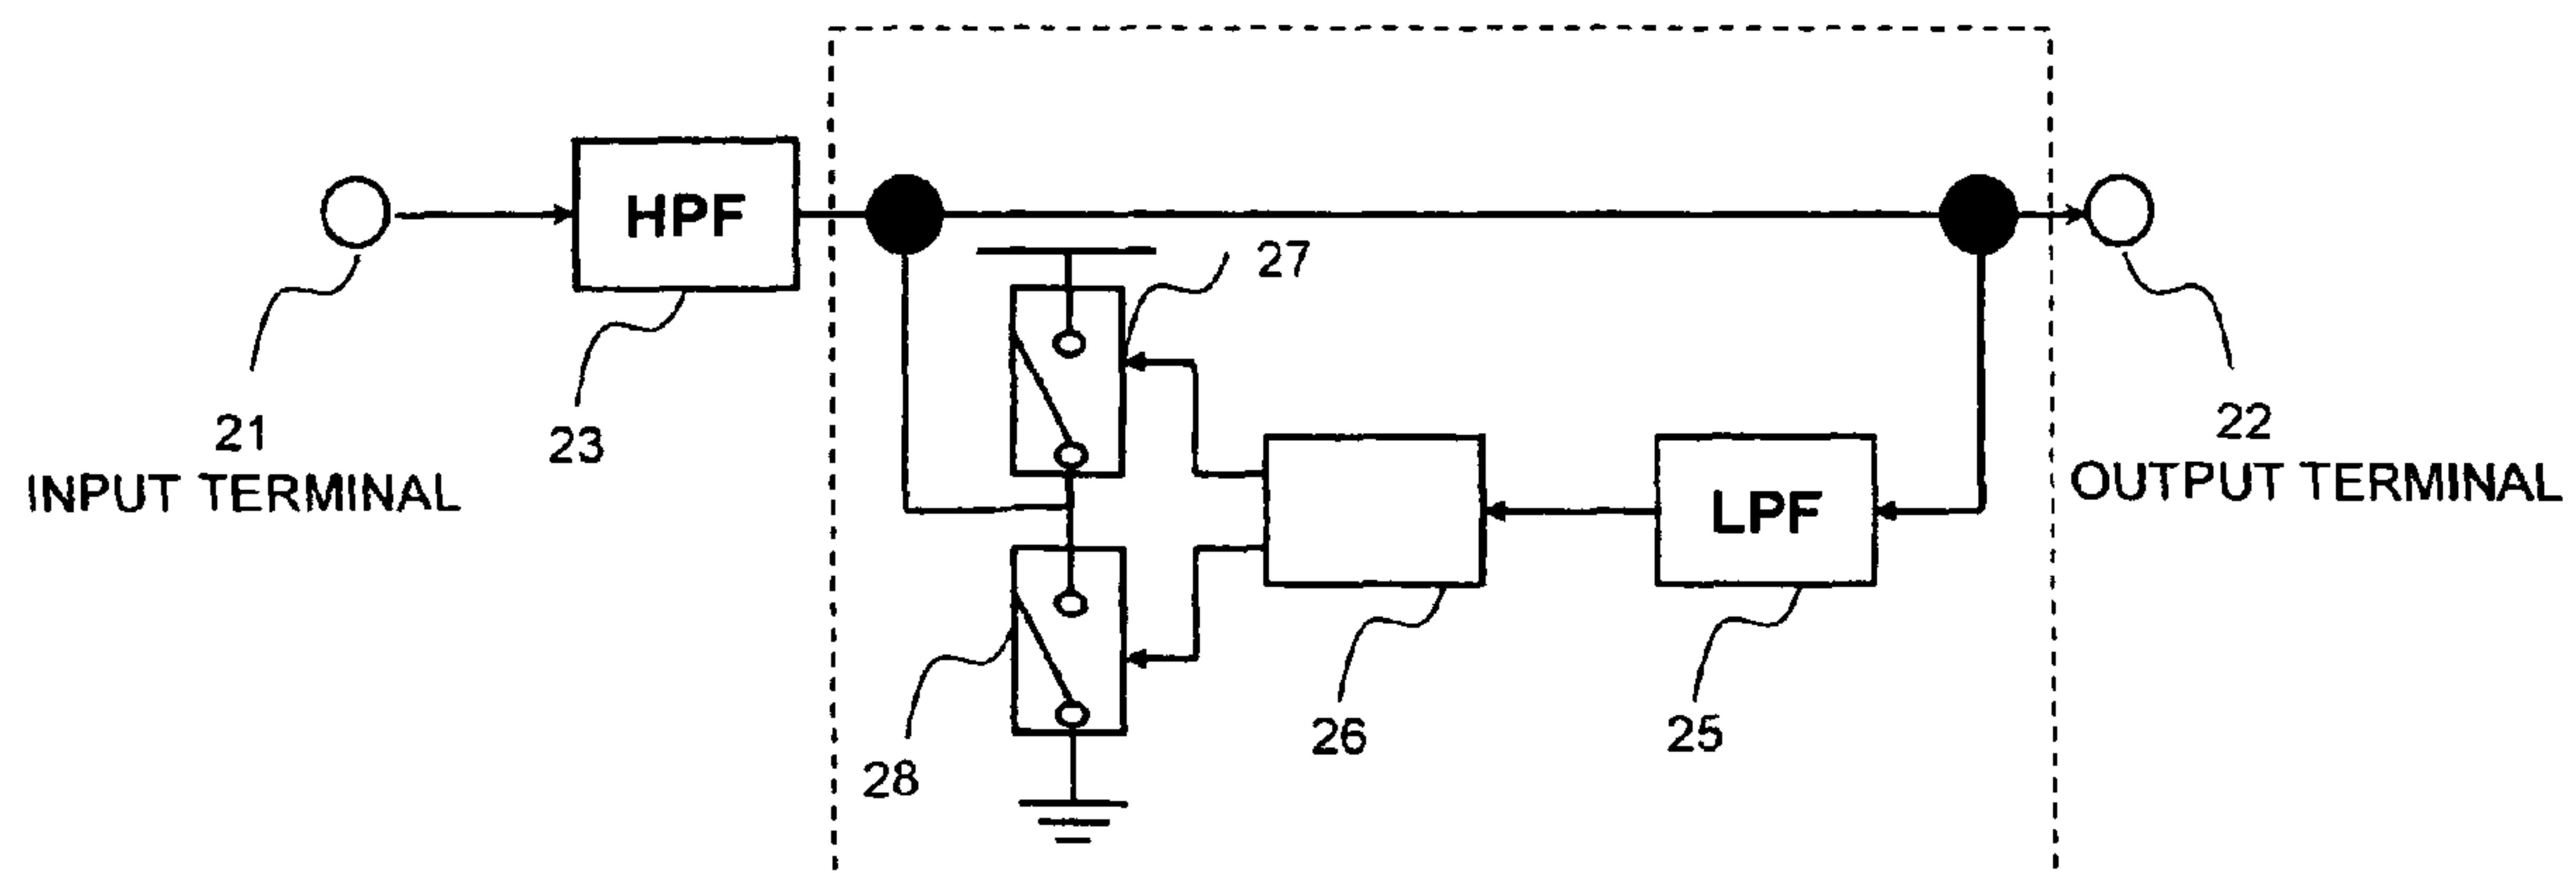 HPF
27
21
INPUT TERMINAL
23
LPF
22
OUTPUT TERMINAL
28
26
25